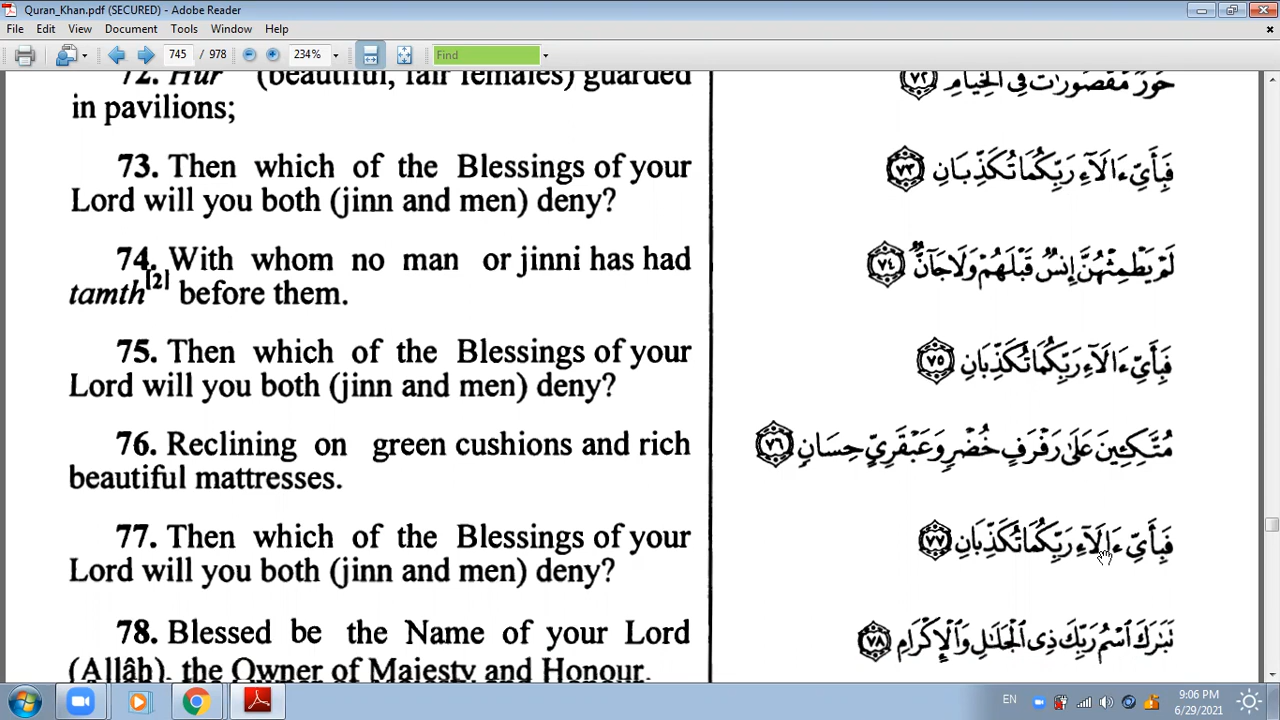 Quran_Khan.pdf (SECURED) - Adobe Reader
File Edit View Document Tools Window Help
745 / 978 234% Find
72. Hûr (beautiful, fair females) guarded
in pavilions;
73. Then which of the Blessings of your
Lord will you both (jinn and men) deny?
74. With whom no man or jinni has had
tamth[2] before them.
75. Then which of the Blessings of your
Lord will you both (jinn and men) deny?
76. Reclining on green cushions and rich
beautiful mattresses.
77. Then which of the Blessings of your
Lord will you both (jinn and men) deny?
78. Blessed be the Name of your Lord
(Allâh), the Owner of Majesty and Honour.
حُورٌ مَّقْصُورَاتٌ فِي الْخِيَامِ ٧٢
فَبِأَيِّ ءَالَآءِ رَبِّكُمَا تُكَذِّبَانِ ٧٣
لَمْ يَطْمِثْهُنَّ إِنسٌ قَبْلَهُمْ وَلَا جَآنٌّ ٧٤
فَبِأَيِّ ءَالَآءِ رَبِّكُمَا تُكَذِّبَانِ ٧٥
مُتَّكِئِينَ عَلَىٰ رَفْرَفٍ خُضْرٍ وَعَبْقَرِيٍّ حِسَانٍ ٧٦
فَبِأَيِّ ءَالَآءِ رَبِّكُمَا تُكَذِّبَانِ ٧٧
تَبَٰرَكَ ٱسْمُ رَبِّكَ ذِى ٱلْجَلَٰلِ وَٱلْإِكْرَامِ ٧٨
EN 9:06 PM
6/29/2021